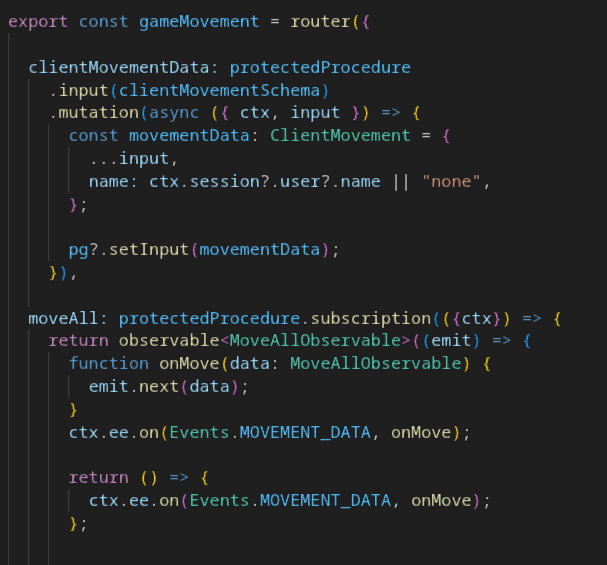 export const gameMovement = router({
clientMovementData: protectedProcedure
.input(clientMovementSchema)
.mutation(async ({ ctx, input }) => {
const movementData: ClientMovement = {
...input,
name: ctx.session?.user?.name || "none",
};
pg?.setInput(movementData);
}),
moveAll: protectedProcedure.subscription(({ctx}) => {
return observable<MoveAllObservable>((emit) => {
function onMove(data: MoveAllObservable) {
emit.next(data);
}
ctx.ee.on(Events.MOVEMENT_DATA, onMove);
return () => {
ctx.ee.on(Events.MOVEMENT_DATA, onMove);
};